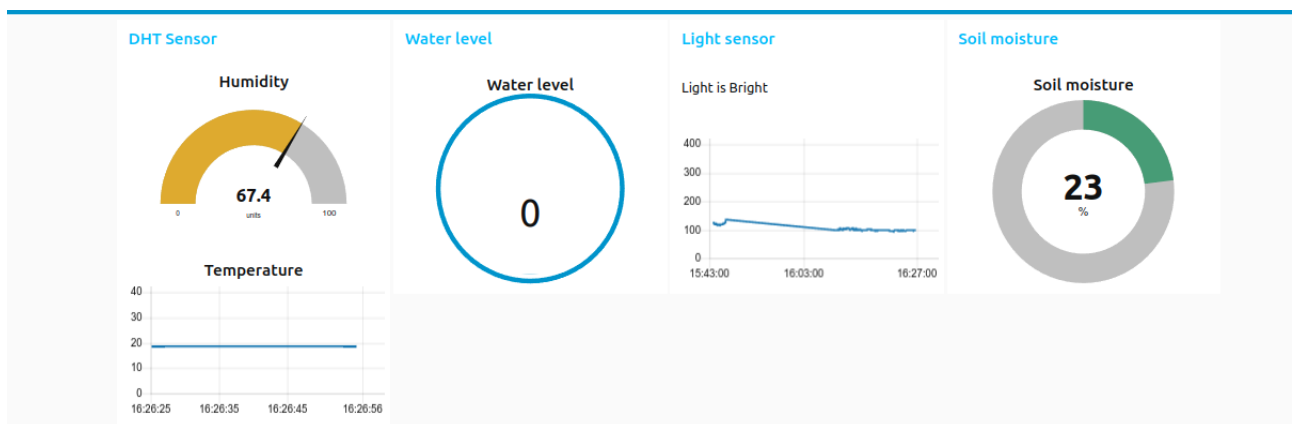 DHT Sensor
Humidity
67.4
units
0
100
Temperature
40
30
20
10
0
16:26:25 16:26:35 16:26:45 16:26:56
Water level
Water level
0
Light sensor
Light is Bright
400
300
200
100
0
15:43:00 16:03:00 16:27:00
Soil moisture
Soil moisture
23
%